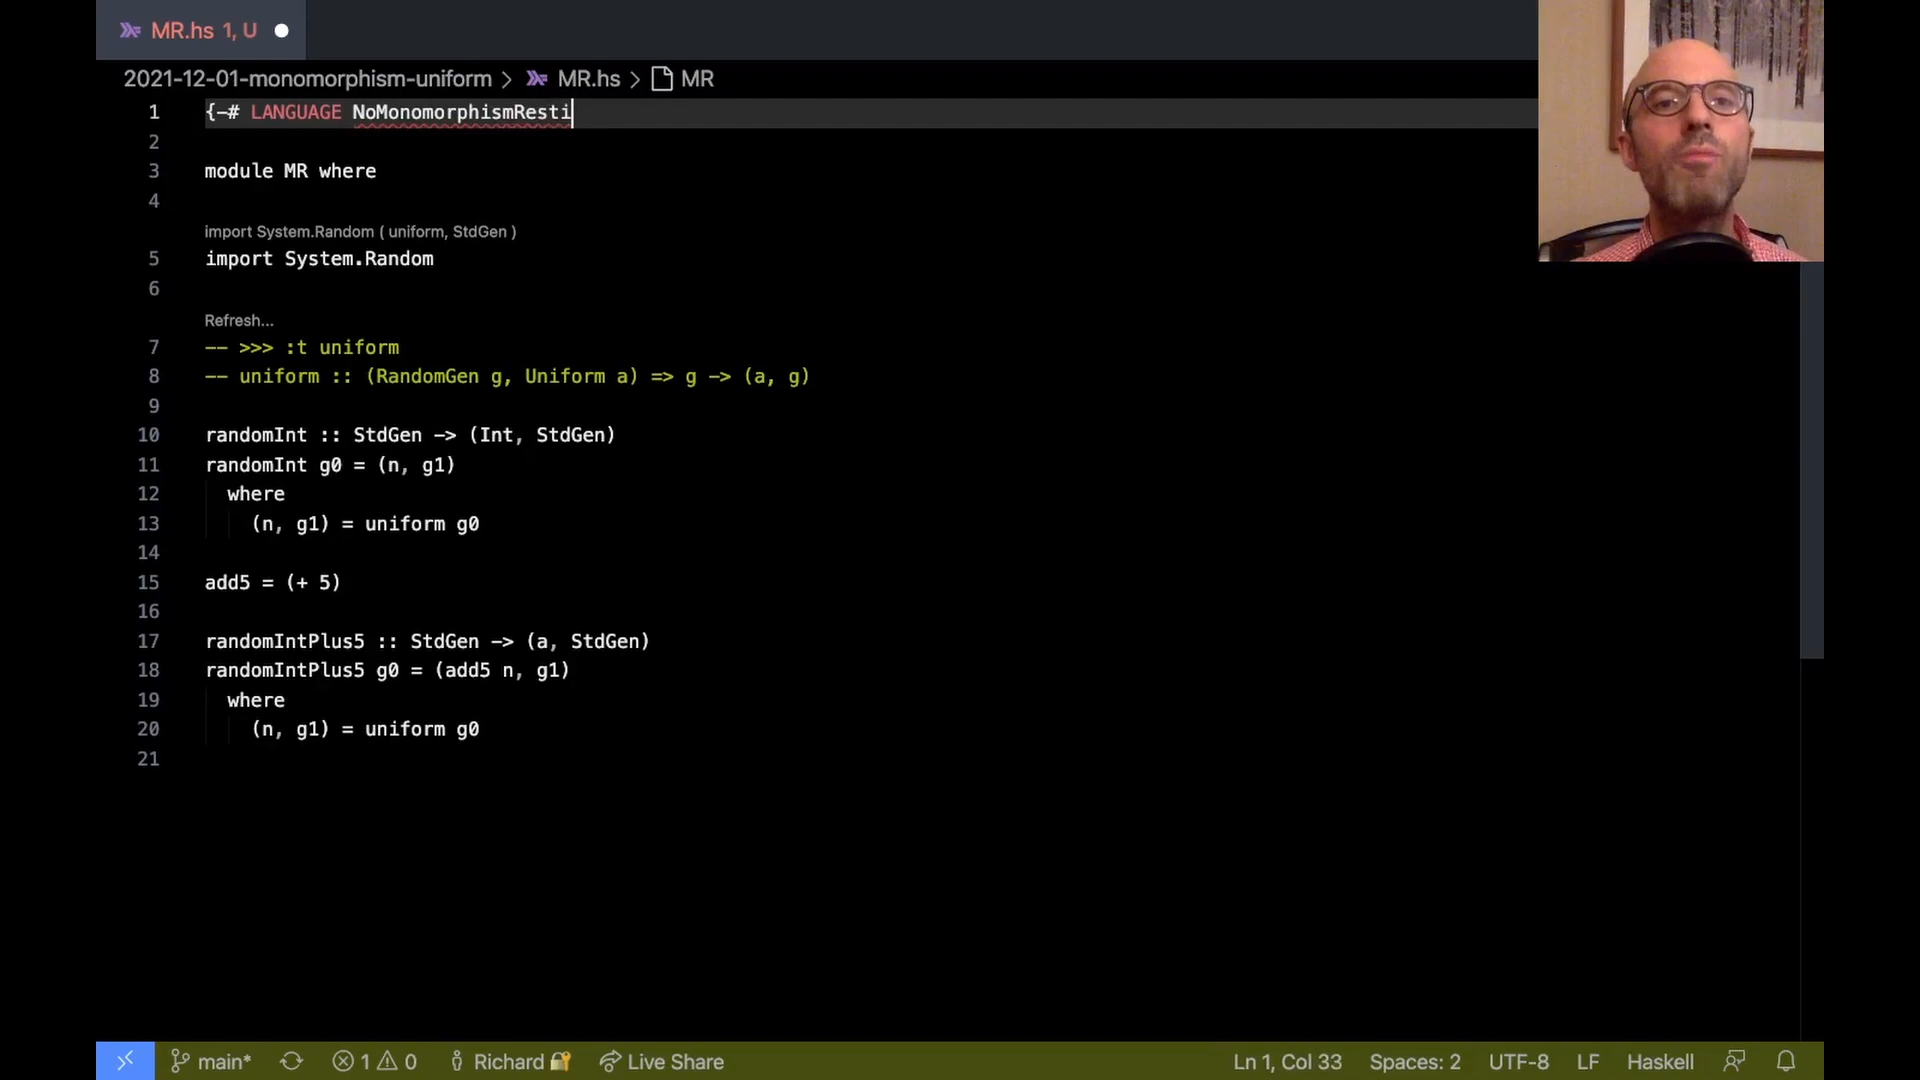 MR.hs 1, U
2021-12-01-monomorphism-uniform > MR.hs > MR
1 {-# LANGUAGE NoMonomorphismResti
2
3 module MR where
4
import System.Random ( uniform, StdGen )
5 import System.Random
6
Refresh...
7 -- >>> :t uniform
8 -- uniform :: (RandomGen g, Uniform a) => g -> (a, g)
9
10 randomInt :: StdGen -> (Int, StdGen)
11 randomInt g0 = (n, g1)
12 where
13 (n, g1) = uniform g0
14
15 add5 = (+ 5)
16
17 randomIntPlus5 :: StdGen -> (a, StdGen)
18 randomIntPlus5 g0 = (add5 n, g1)
19 where
20 (n, g1) = uniform g0
21
main* 1 0 Richard Live Share Ln 1, Col 33 Spaces: 2 UTF-8 LF Haskell